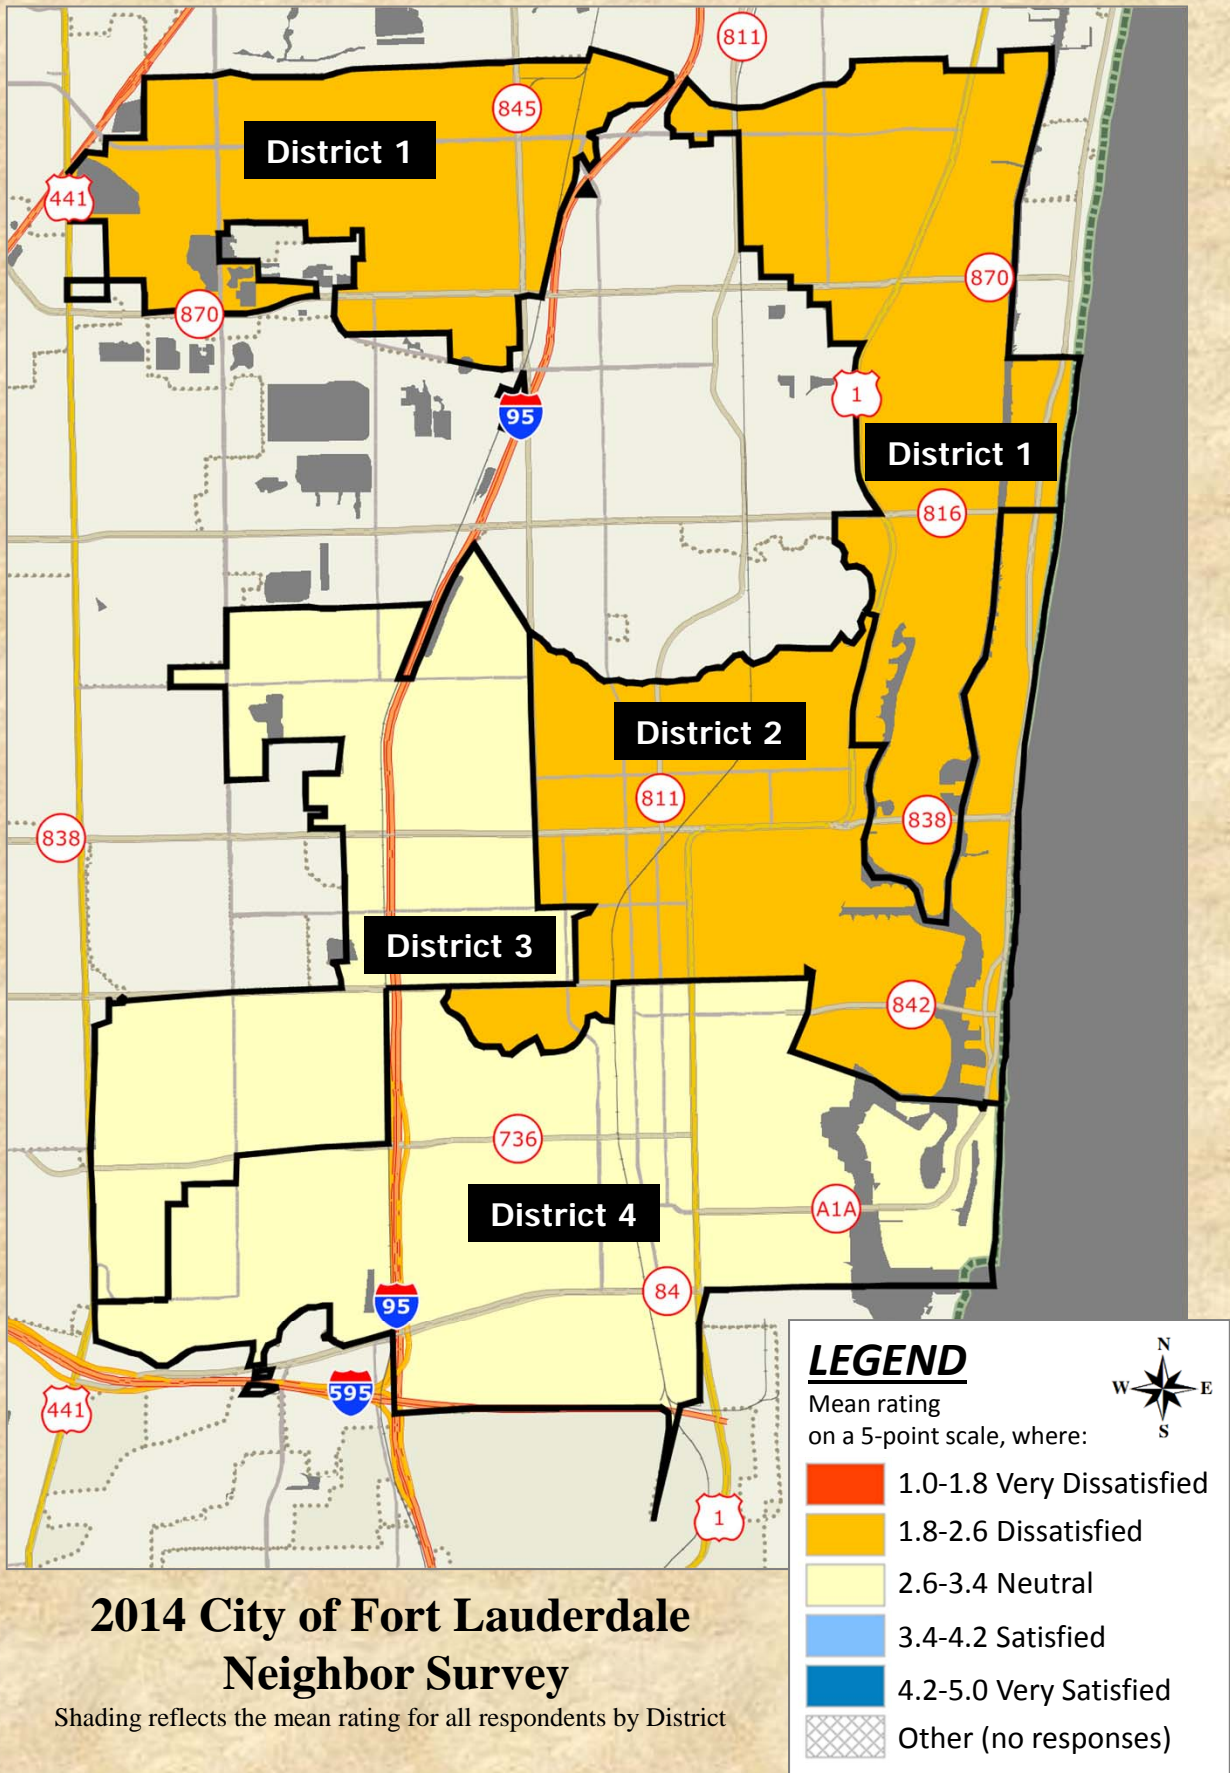 811
845
District 1
441
870
870
1
95
District 1
816
District 2
811
838
838
District 3
842
736
District 4
A1A
84
95
595
441
1
LEGEND
Mean rating
on a 5-point scale, where:
N
W E
S
1.0-1.8 Very Dissatisfied
1.8-2.6 Dissatisfied
2.6-3.4 Neutral
3.4-4.2 Satisfied
4.2-5.0 Very Satisfied
Other (no responses)
2014 City of Fort Lauderdale
Neighbor Survey
Shading reflects the mean rating for all respondents by District